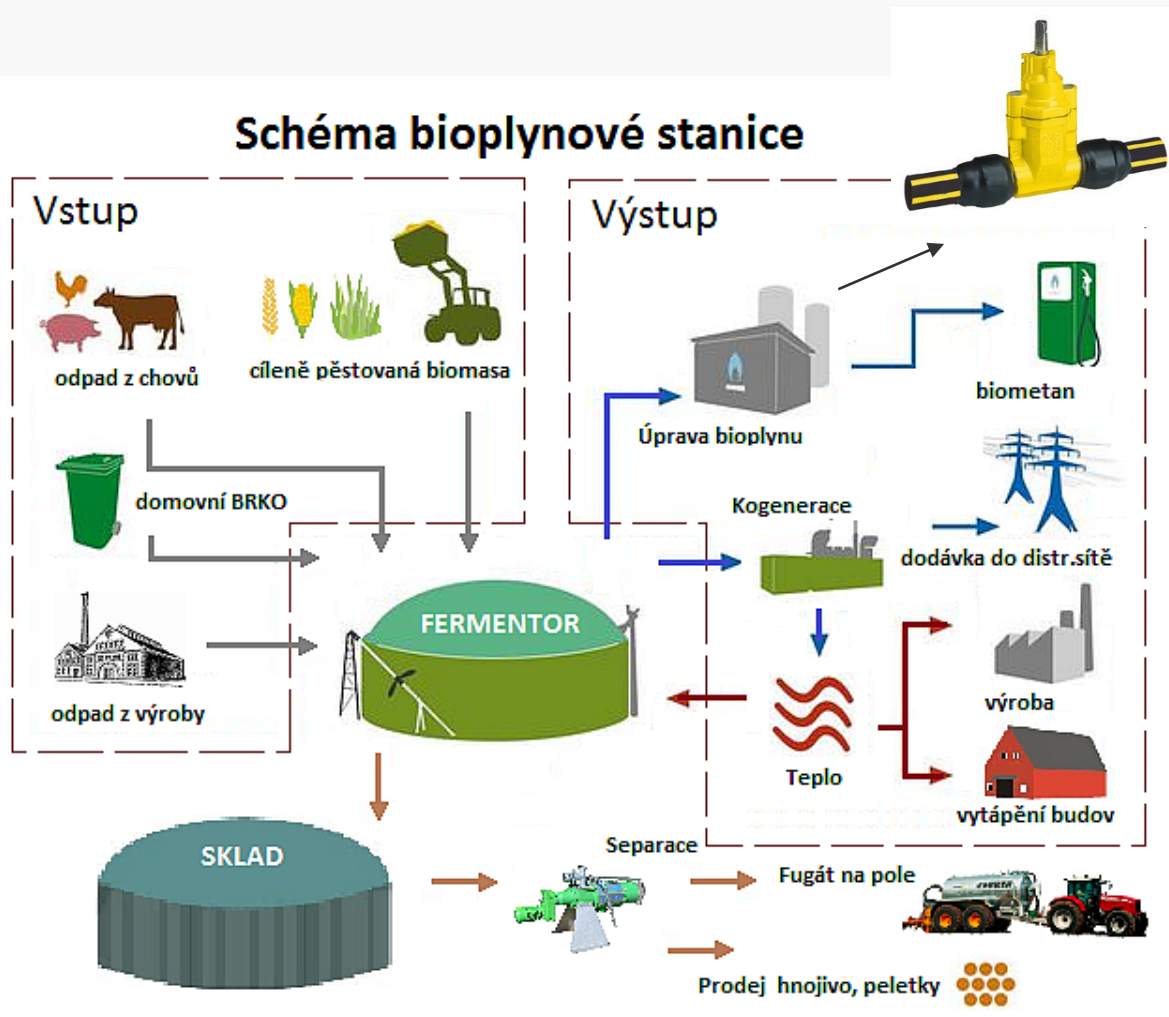 Schéma bioplynové stanice
Vstup
Výstup
odpad z chovů
cíleně pěstovaná biomasa
biometan
Úprava bioplynu
domovní BRKO
Kogenerace
dodávka do distr.sítě
FERMENTOR
odpad z výroby
výroba
Teplo
vytápění budov
SKLAD
Separace
Fugát na pole
Prodej hnojivo, peletky